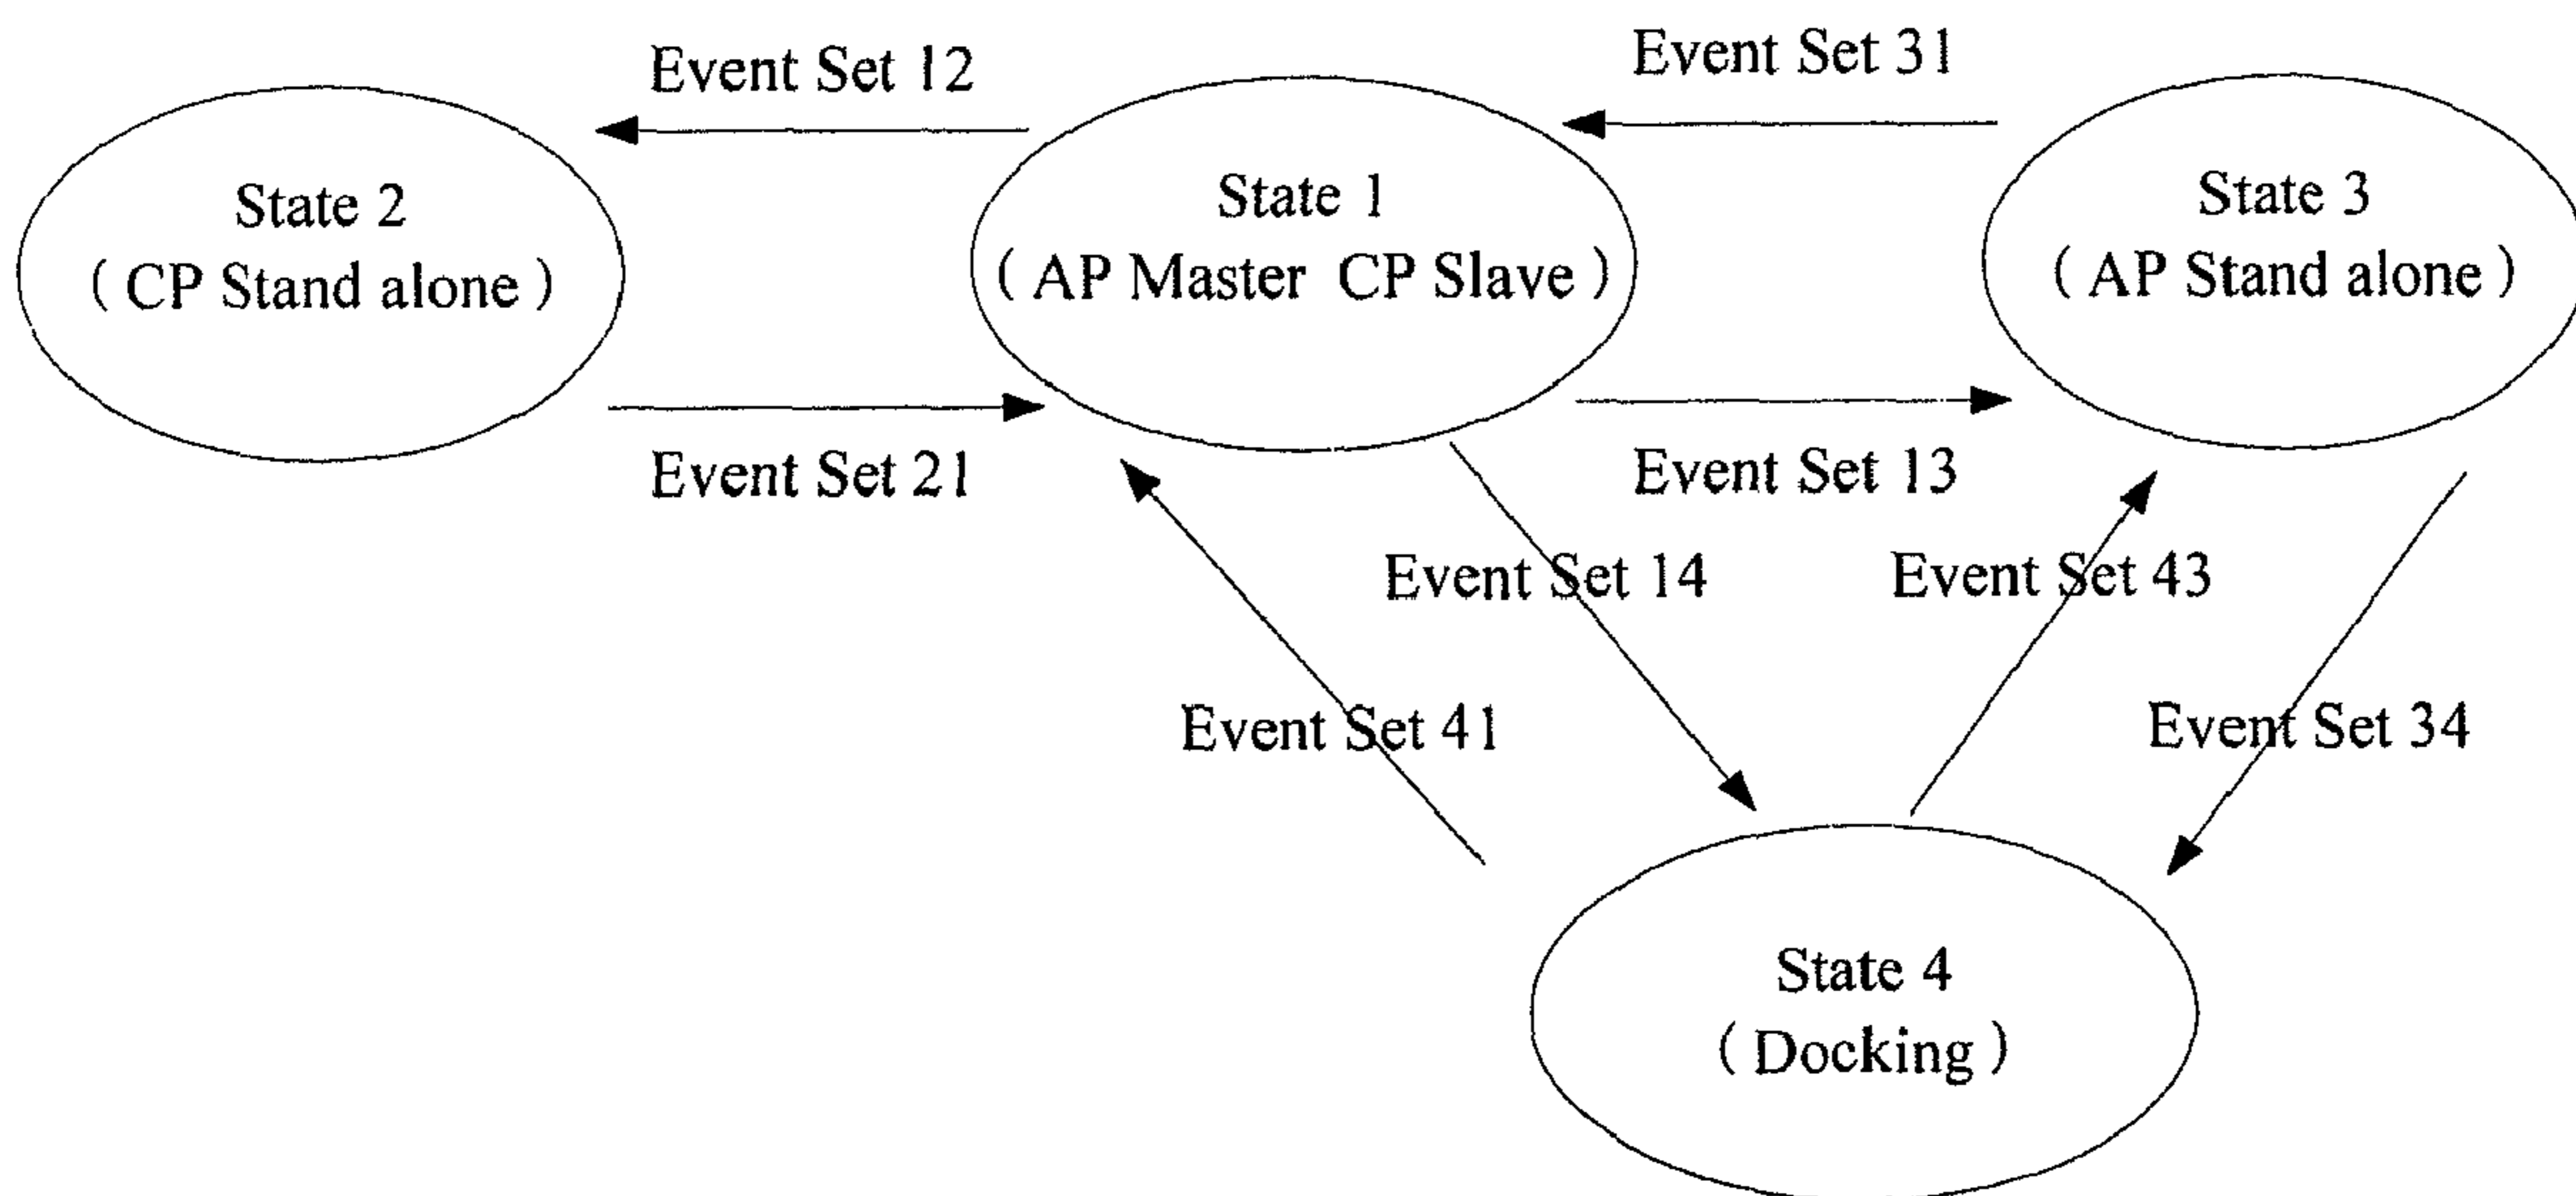 Event Set 12
Event Set 31
State 2
( CP Stand alone )
State 1
( AP Master CP Slave )
State 3
( AP Stand alone )
Event Set 21
Event Set 13
Event Set 14
Event Set 43
Event Set 41
Event Set 34
State 4
( Docking )